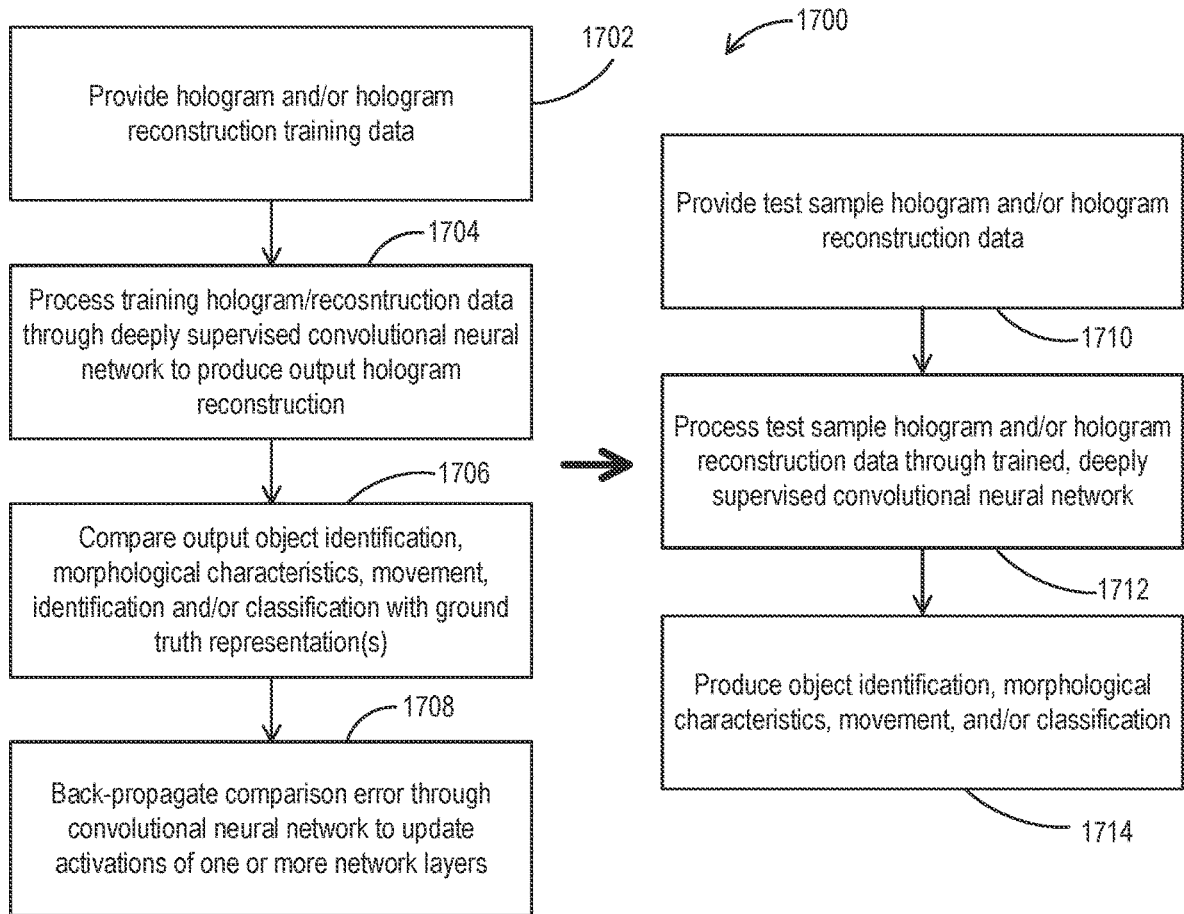 1700
1702
Provide hologram and/or hologram
reconstruction training data
1704
Process training hologram/recosntruction data
through deeply supervised convolutional neural
network to produce output hologram
reconstruction
1706
Compare output object identification,
morphological characteristics, movement,
identification and/or classification with ground
truth representation(s)
1708
Back-propagate comparison error through
convolutional neural network to update
activations of one or more network layers
Provide test sample hologram and/or hologram
reconstruction data
1710
Process test sample hologram and/or hologram
reconstruction data through trained, deeply
supervised convolutional neural network
1712
Produce object identification, morphological
characteristics, movement, and/or classification
1714